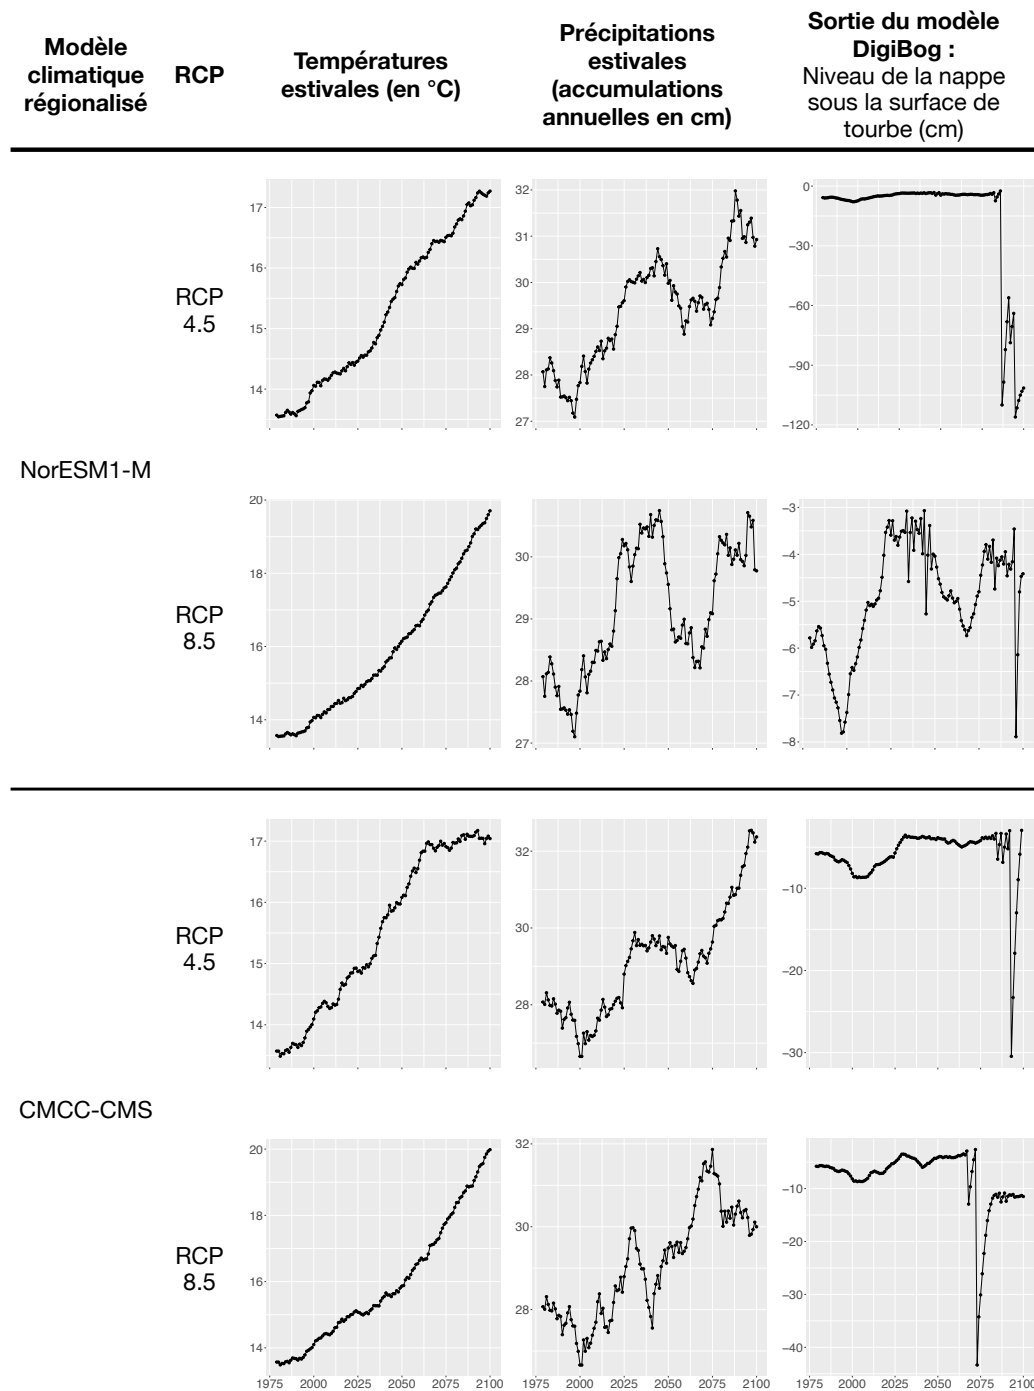 Modèle
climatique
régionalisé
RCP
Températures
estivales (en °C)
Précipitations
estivales
(accumulations
annuelles en cm)
Sortie du modèle
DigiBog :
Niveau de la nappe
sous la surface de
tourbe (cm)
NorESM1-M
RCP
4.5
17
16
15
14
32
31
30
29
28
27
0
−30
−60
−90
−120
RCP
8.5
20
18
16
14
30
29
28
27
−3
−4
−5
−6
−7
−8
CMCC-CMS
RCP
4.5
17
16
15
14
32
30
28
−10
−20
−30
RCP
8.5
20
18
16
14
32
30
28
−10
−20
−30
−40
1975 2000 2025 2050 2075 2100
1975 2000 2025 2050 2075 2100
1975 2000 2025 2050 2075 2100